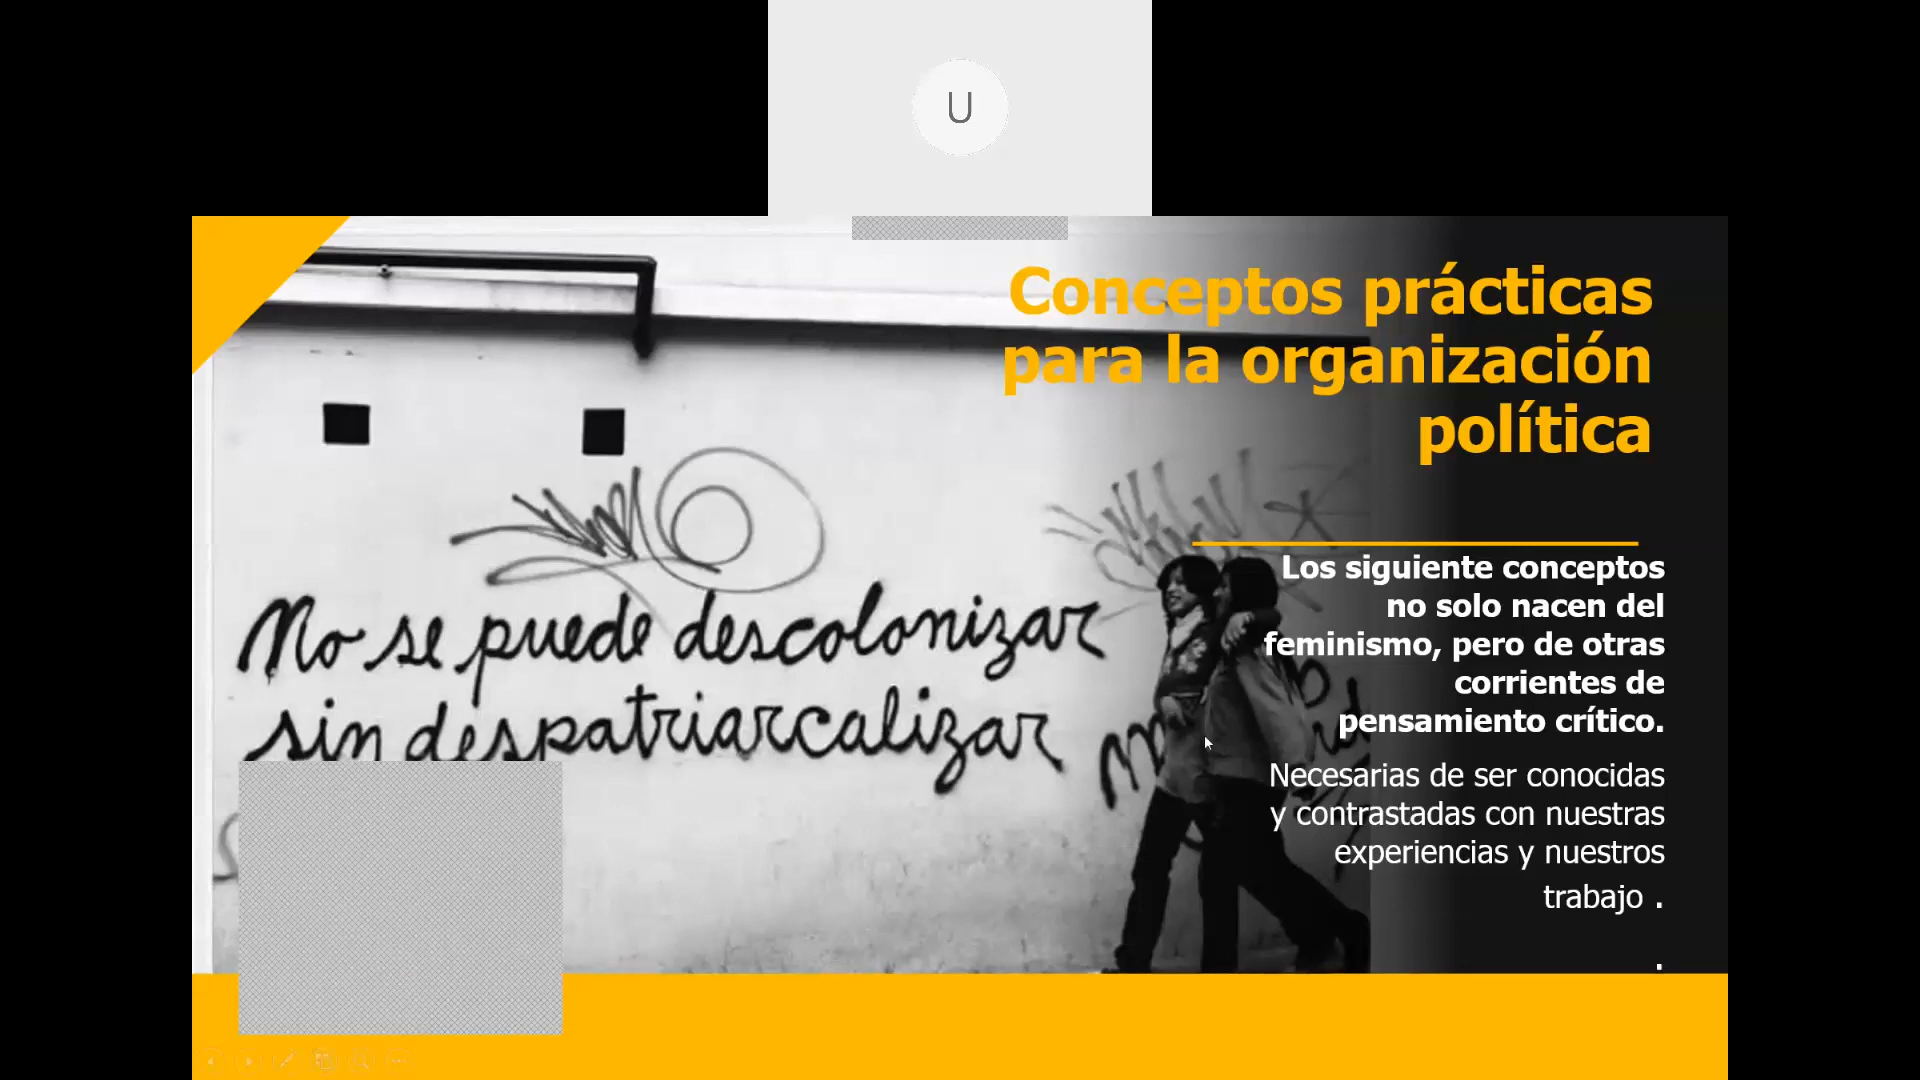 U
Conceptos prácticas
para la organización
política
No se puede descolonizar
sin despatriarcalizar
Los siguiente conceptos
no solo nacen del
feminismo, pero de otras
corrientes de
pensamiento crítico.
Necesarias de ser conocidas
y contrastadas con nuestras
experiencias y nuestros
trabajo .
.